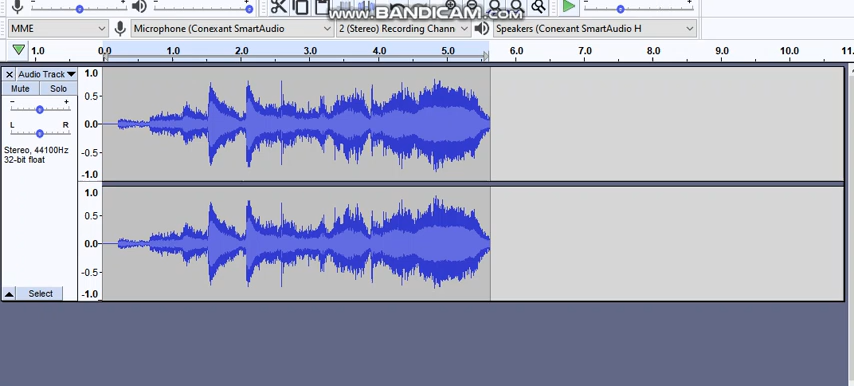 www.BANDICAM.com
MME Microphone (Conexant SmartAudio 2 (Stereo) Recording Chann Speakers (Conexant SmartAudio H
1.0 0.0 1.0 2.0 3.0 4.0 5.0 6.0 7.0 8.0 9.0 10.0 11.
Audio Track 1.0
Mute Solo
0.5
- +
0.0
L R
Stereo, 44100Hz -0.5
32-bit float
-1.0
1.0
0.5
0.0
-0.5
Select -1.0